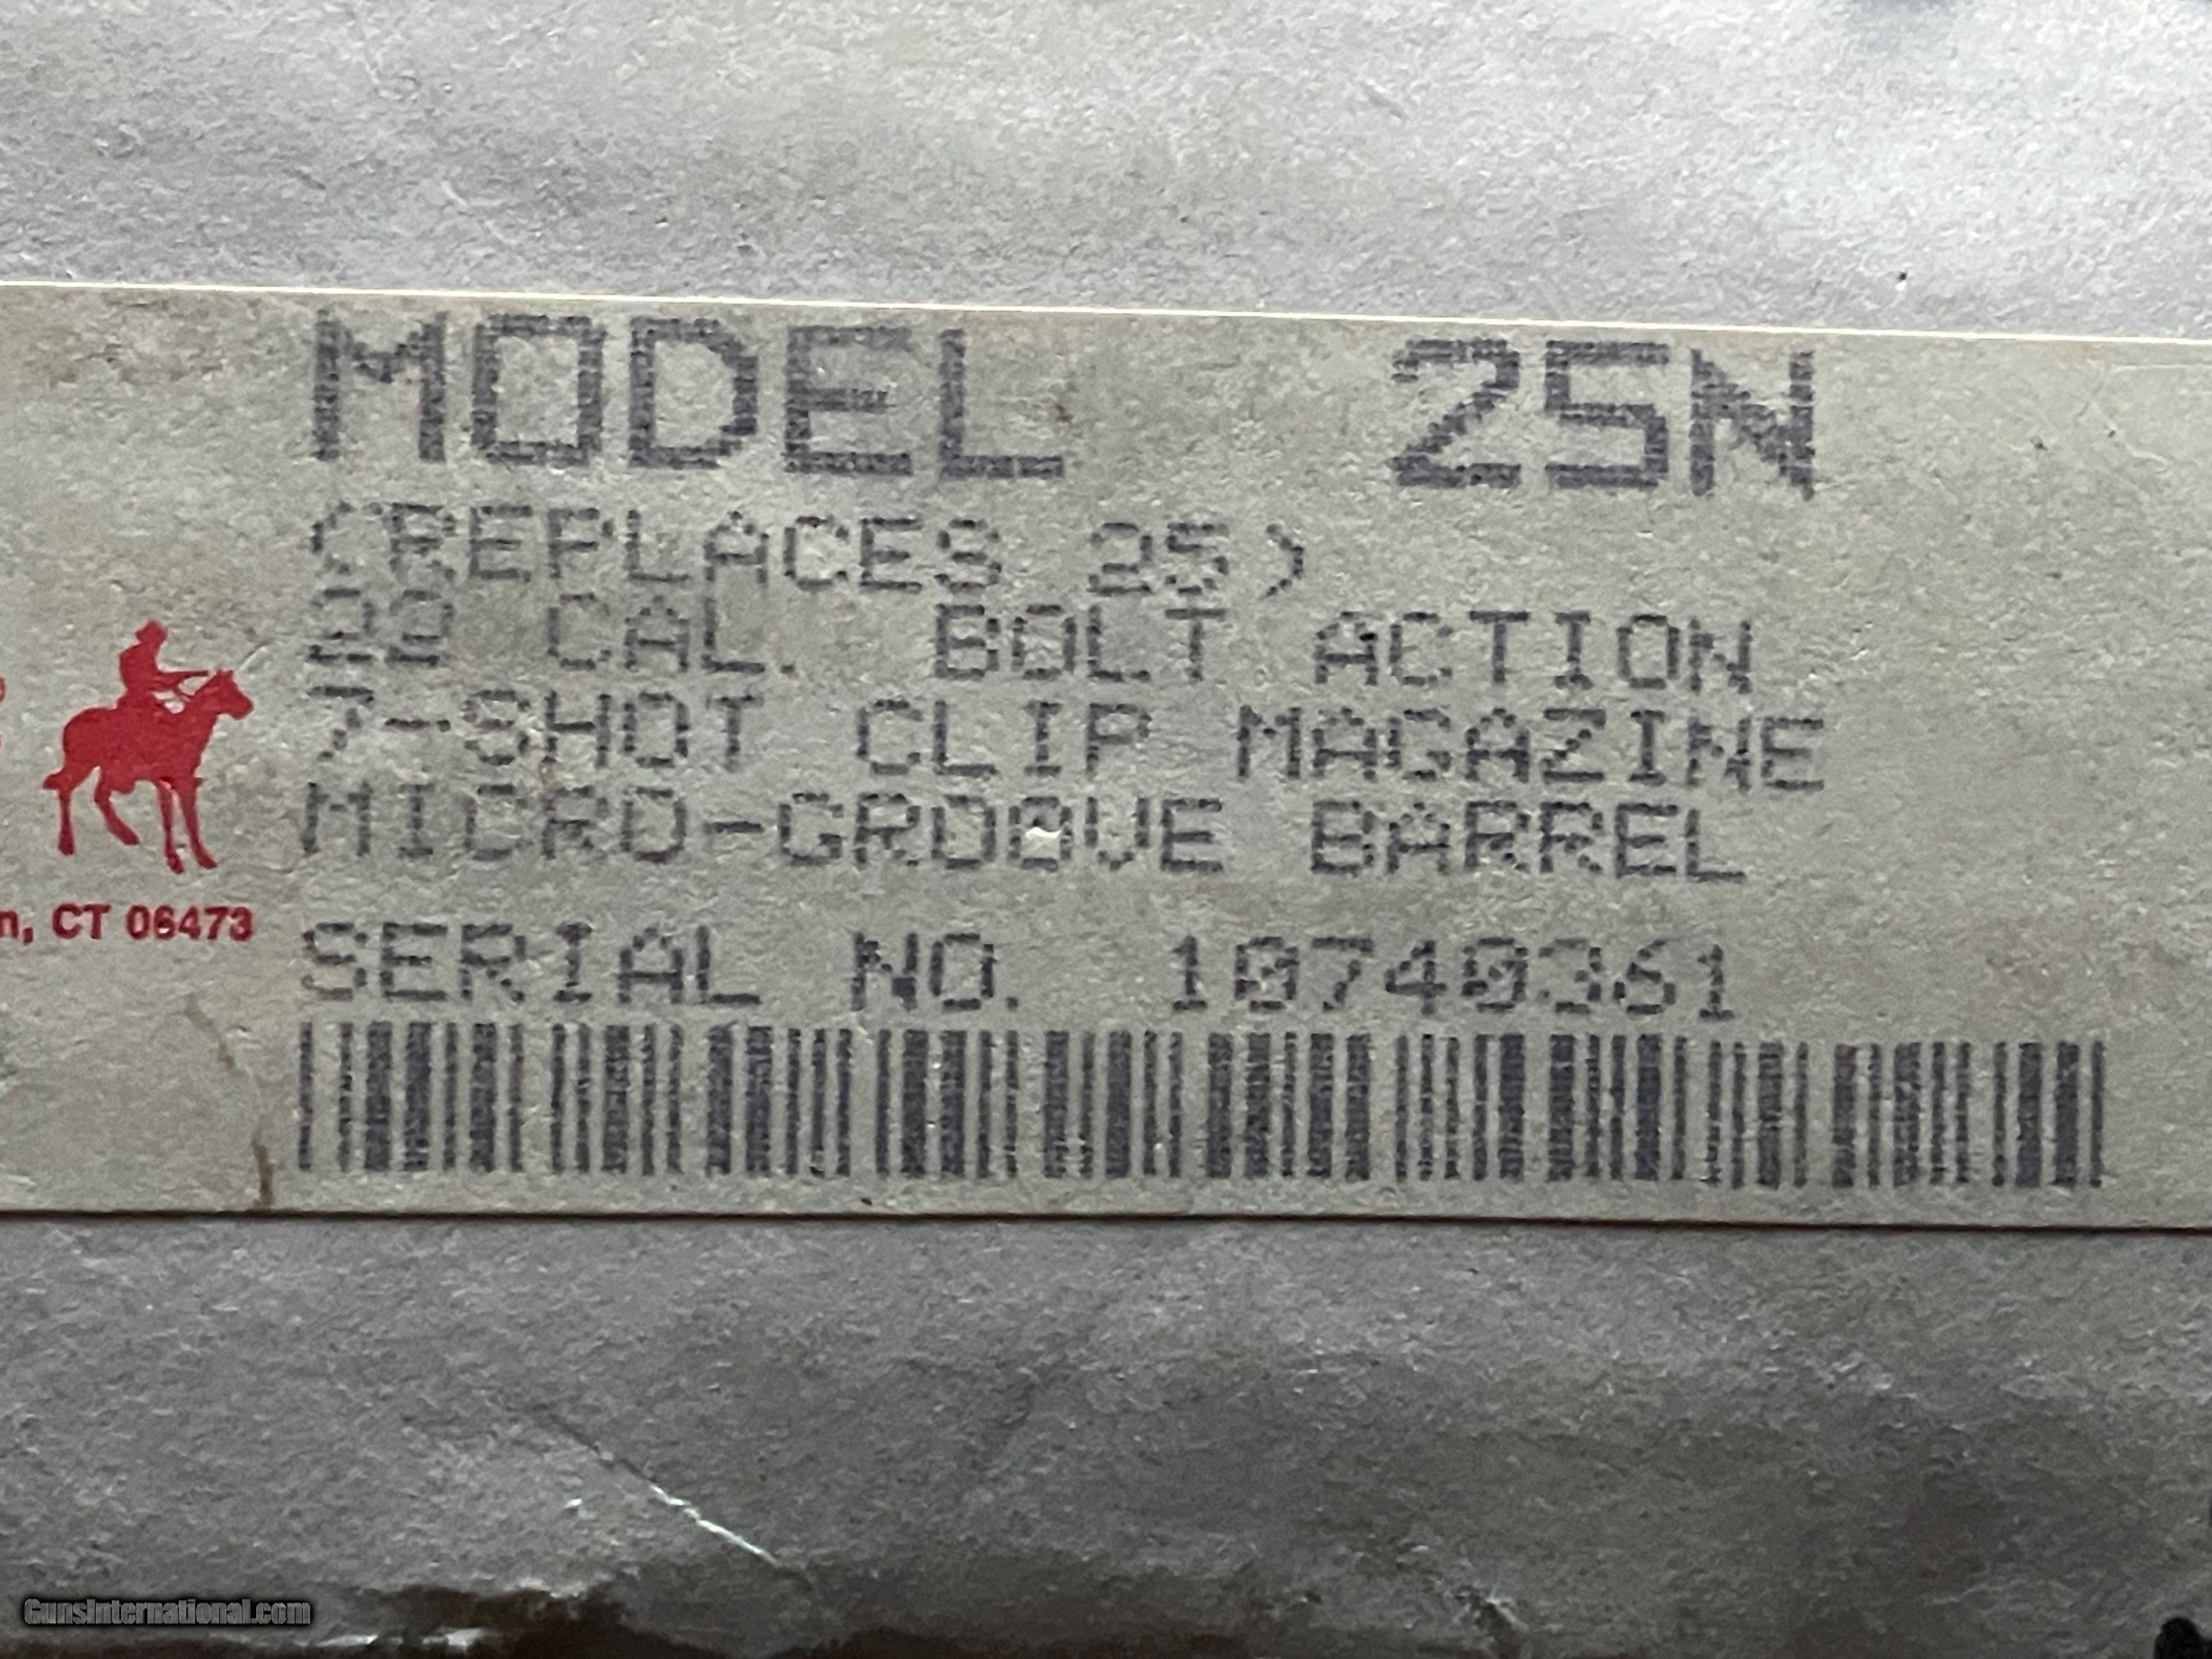 MODEL 25N
(REPLACES 25)
22 CAL. BOLT ACTION
7-SHOT CLIP MAGAZINE
MICRO-GROOVE BARREL
n, CT 06473
SERIAL NO. 10740361
GunsInternational.com